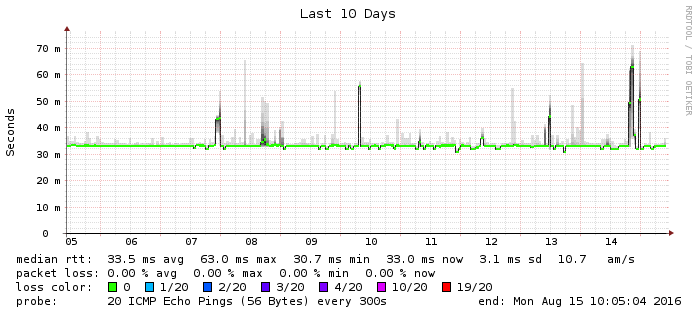 Last 10 Days
RRDTOOL / TOBI OETIKER
Seconds
70 m
60 m
50 m
40 m
30 m
20 m
10 m
0
05 06 07 08 09 10 11 12 13 14
median rtt: 33.5 ms avg 63.0 ms max 30.7 ms min 33.0 ms now 3.1 ms sd 10.7 am/s
packet loss: 0.00 % avg 0.00 % max 0.00 % min 0.00 % now
loss color: 0 1/20 2/20 3/20 4/20 10/20 19/20
probe: 20 ICMP Echo Pings (56 Bytes) every 300s end: Mon Aug 15 10:05:04 2016